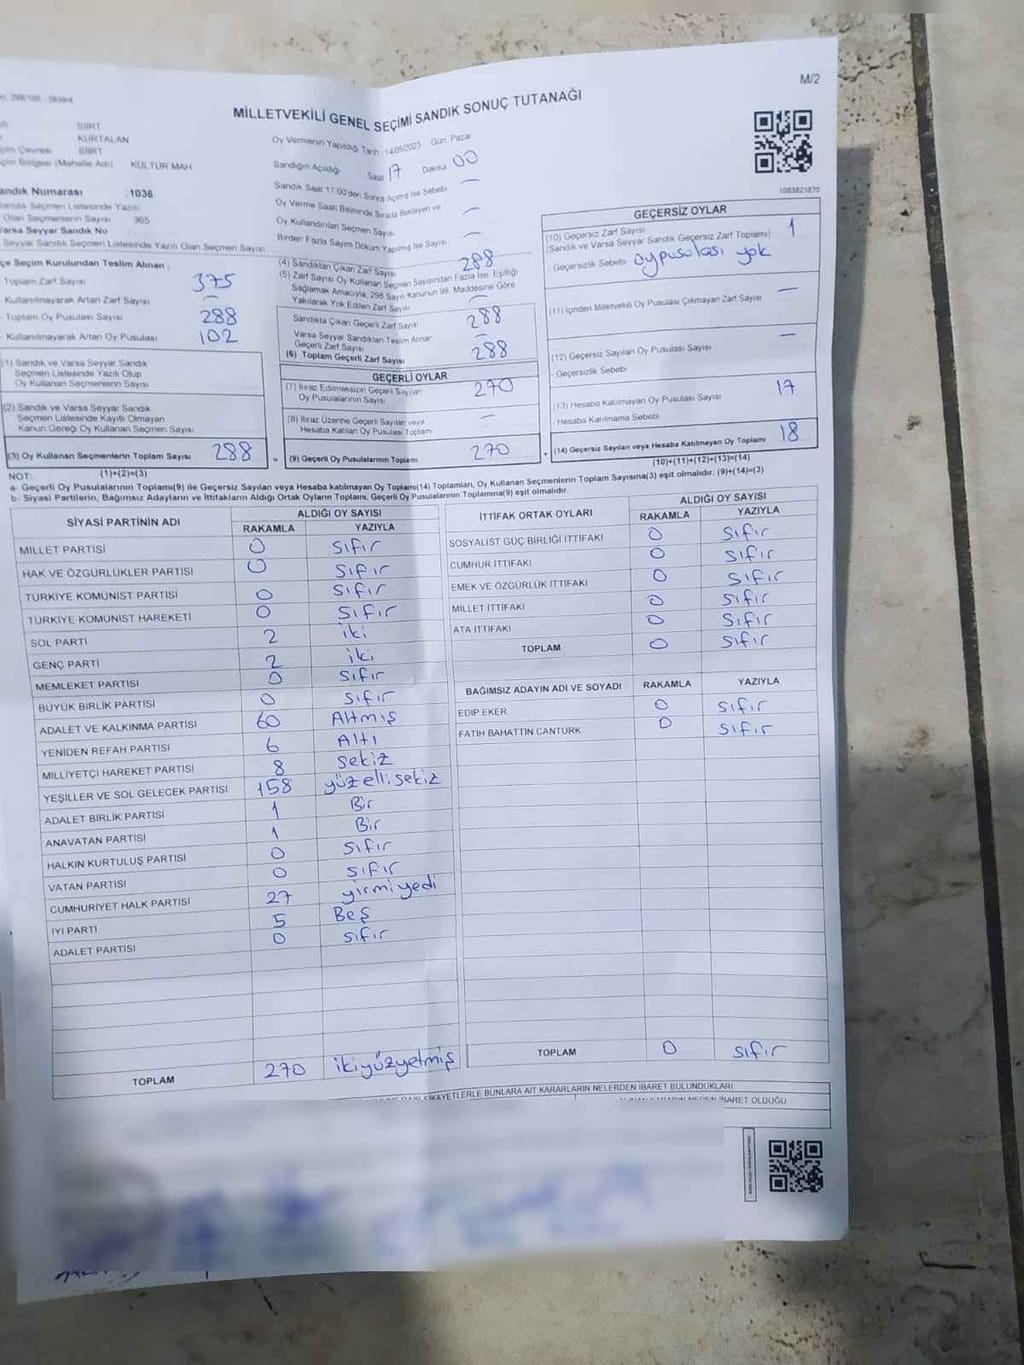 M/2
MİLLETVEKİLİ GENEL SEÇİMİ SANDIK SONUÇ TUTANAĞI
SİİRT
KURTALAN
SİİRT
Bölgesi (Mahalle Adı) KÜLTÜR MAH.
Sandık Numarası : 1036
Sandık Seçmen Listesinde Yazılı
Olan Seçmenlerin Sayısı 365
Varsa Seyyar Sandık No
Seyyar Sandık Seçmen Listesinde Yazılı Olan Seçmen Sayısı
Oy Vermenin Yapıldığı Tarih : 14/05/2023 Gün: Pazar
Sandığın Açıldığı Saat 17 Dakika 00
Sandık Saat 17.00'den Sonra Açılmış İse Sebebi —
Oy Verme Saati Bitiminde Sırada Bekleyen ve
Oy Kullandırılan Seçmen Sayısı —
Birden Fazla Sayım Döküm Yapılmış İse Sayısı —
1083821870
İlçe Seçim Kurulundan Teslim Alınan :
Toplam Zarf Sayısı 375
Kullanılmayarak Artan Zarf Sayısı —
Toplam Oy Pusulası Sayısı 288
Kullanılmayarak Artan Oy Pusulası 102
(1) Sandık ve Varsa Seyyar Sandık
Seçmen Listesinde Yazılı Olup
Oy Kullanan Seçmenlerin Sayısı
(2) Sandık ve Varsa Seyyar Sandık
Seçmen Listesinde Kayıtlı Olmayan
Kanun Gereği Oy Kullanan Seçmen Sayısı
(3) Oy Kullanan Seçmenlerin Toplam Sayısı 288
(4) Sandıktan Çıkan Zarf Sayısı 288
(5) Zarf Sayısı Oy Kullanan Seçmen Sayısından Fazla İse, Eşitliği
Sağlamak Amacıyla, 298 Sayılı Kanunun 98. Maddesine Göre
Yakılarak Yok Edilen Zarf Sayısı —
Sandıkta Çıkan Geçerli Zarf Sayısı 288
Varsa Seyyar Sandıktan Teslim Alınan
Geçerli Zarf Sayısı —
(6) Toplam Geçerli Zarf Sayısı 288
GEÇERLİ OYLAR
(7) İtiraz Edilmeksizin Geçerli Sayılan
Oy Pusulalarının Sayısı 270
(8) İtiraz Üzerine Geçerli Sayılan veya
Hesaba Katılan Oy Pusulası Toplamı —
(9) Geçerli Oy Pusulalarının Toplamı 270
GEÇERSİZ OYLAR
(10) Geçersiz Zarf Sayısı 1
(Sandık ve Varsa Seyyar Sandık Geçersiz Zarf Toplamı)
Geçersizlik Sebebi oy pusulası yok
(11) İçinden Milletvekili Oy Pusulası Çıkmayan Zarf Sayısı —
(12) Geçersiz Sayılan Oy Pusulası Sayısı —
Geçersizlik Sebebi
(13) Hesaba Katılmayan Oy Pusulası Sayısı 17
Hesaba Katılmama Sebebi
(14) Geçersiz Sayılan veya Hesaba Katılmayan Oy Toplamı 18
NOT: (1)+(2)=(3) (10)+(11)+(12)+(13)=(14)
a- Geçerli Oy Pusulalarının Toplamı(9) ile Geçersiz Sayılan veya Hesaba katılmayan Oy Toplamı(14) Toplamları, Oy Kullanan Seçmenlerin Toplam Sayısına(3) eşit olmalıdır. (9)+(14)=(3)
b- Siyasi Partilerin, Bağımsız Adayların ve İttifakların Aldığı Ortak Oyların Toplamı, Geçerli Oy Pusulalarının Toplamına(9) eşit olmalıdır.
SİYASİ PARTİNİN ADI ALDIĞI OY SAYISI
RAKAMLA YAZIYLA
MİLLET PARTİSİ 0 sıfır
HAK VE ÖZGÜRLÜKLER PARTİSİ 0 sıfır
TÜRKİYE KOMÜNİST PARTİSİ 0 sıfır
TÜRKİYE KOMÜNİST HAREKETİ 0 sıfır
SOL PARTİ 2 iki
GENÇ PARTİ 2 iki
MEMLEKET PARTİSİ 0 sıfır
BÜYÜK BİRLİK PARTİSİ 0 sıfır
ADALET VE KALKINMA PARTİSİ 60 Altmış
YENİDEN REFAH PARTİSİ 6 Altı
MİLLİYETÇİ HAREKET PARTİSİ 8 sekiz
YEŞİLLER VE SOL GELECEK PARTİSİ 158 yüzelli sekiz
ADALET BİRLİK PARTİSİ 1 Bir
ANAVATAN PARTİSİ 1 Bir
HALKIN KURTULUŞ PARTİSİ 0 sıfır
VATAN PARTİSİ 0 sıfır
CUMHURİYET HALK PARTİSİ 27 yirmiyedi
İYİ PARTİ 5 Beş
ADALET PARTİSİ 0 sıfır
TOPLAM 270 ikiyüzyetmiş
İTTİFAK ORTAK OYLARI ALDIĞI OY SAYISI
RAKAMLA YAZIYLA
SOSYALİST GÜÇ BİRLİĞİ İTTİFAKI 0 sıfır
CUMHUR İTTİFAKI 0 sıfır
EMEK VE ÖZGÜRLÜK İTTİFAKI 0 sıfır
MİLLET İTTİFAKI 0 sıfır
ATA İTTİFAKI 0 sıfır
TOPLAM 0 sıfır
BAĞIMSIZ ADAYIN ADI VE SOYADI RAKAMLA YAZIYLA
EDİP EKER 0 sıfır
FATİH BAHATTİN CANTÜRK 0 sıfır
TOPLAM 0 sıfır
ŞİKAYETLERLE BUNLARA AİT KARARLARIN NELERDEN İBARET BULUNDUKLARI
İBARET OLDUĞU